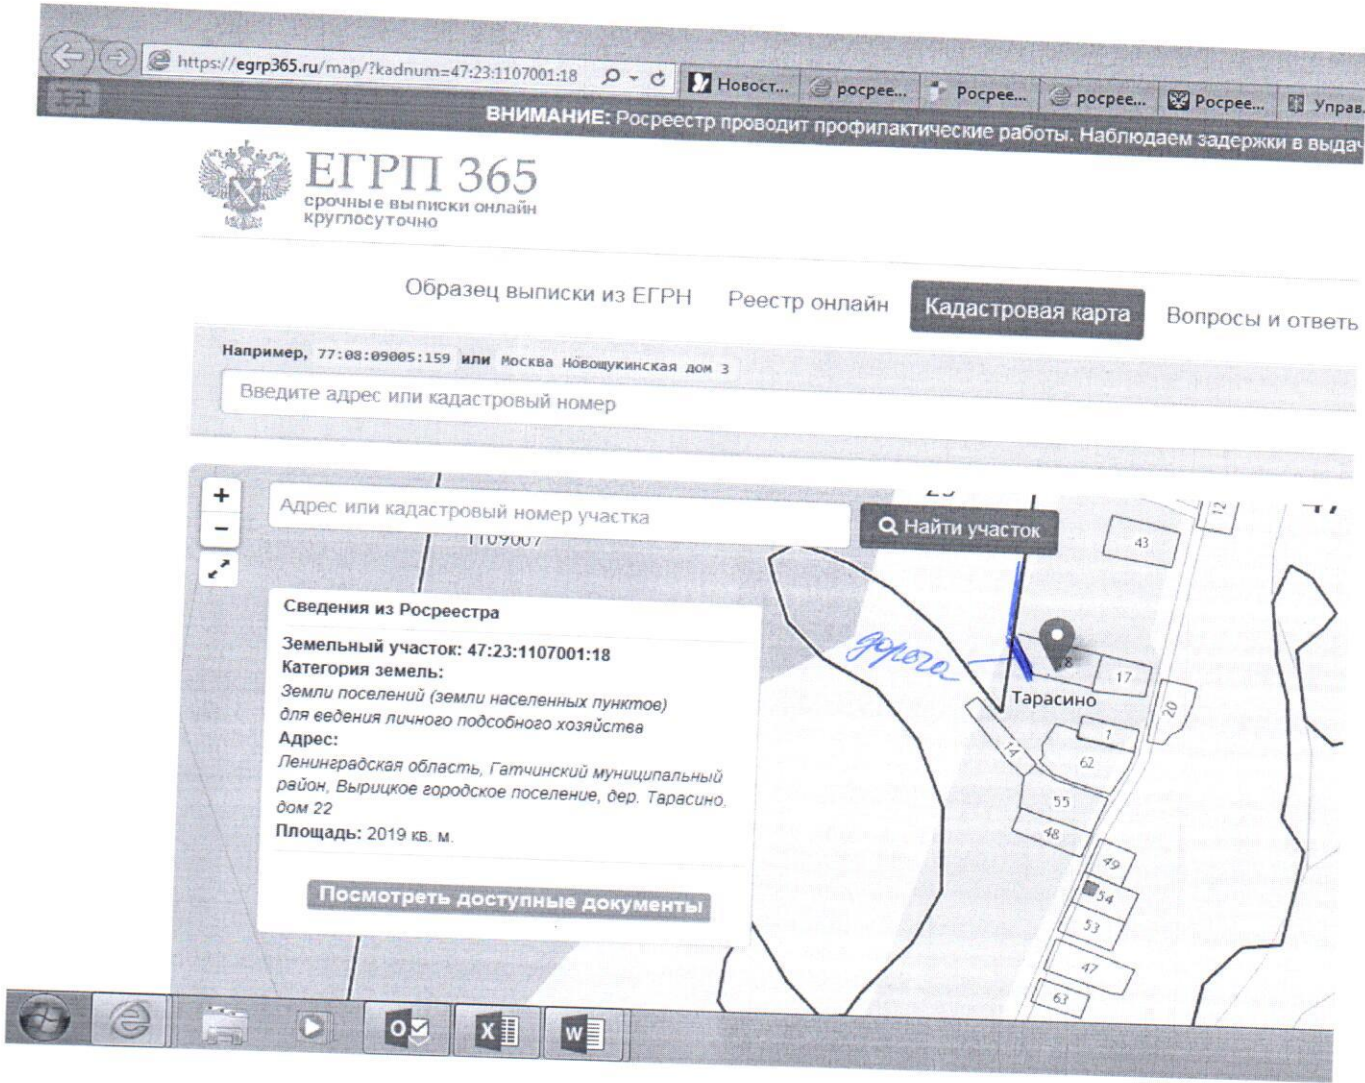 https://egrp365.ru/map/?kadnum=47:23:1107001:18
Новост...
росрее...
Росрее...
росрее...
Росрее...
Управ.
ВНИМАНИЕ: Росреестр проводит профилактические работы. Наблюдаем задержки в выдач
ЕГРП 365
срочные выписки онлайн
круглосуточно
Образец выписки из ЕГРН
Реестр онлайн
Кадастровая карта
Вопросы и ответь
Например, 77:08:09005:159 или Москва Новощукинская дом 3
Введите адрес или кадастровый номер
+
−
Адрес или кадастровый номер участка
Найти участок
1109007
Сведения из Росреестра
Земельный участок: 47:23:1107001:18
Категория земель:
Земли поселений (земли населенных пунктов)
для ведения личного подсобного хозяйства
Адрес:
Ленинградская область, Гатчинский муниципальный
район, Вырицкое городское поселение, дер. Тарасино,
дом 22
Площадь: 2019 кв. м.
Посмотреть доступные документы
дорога
12
43
8
17
Тарасино
20
1
14
62
55
48
49
54
53
47
63